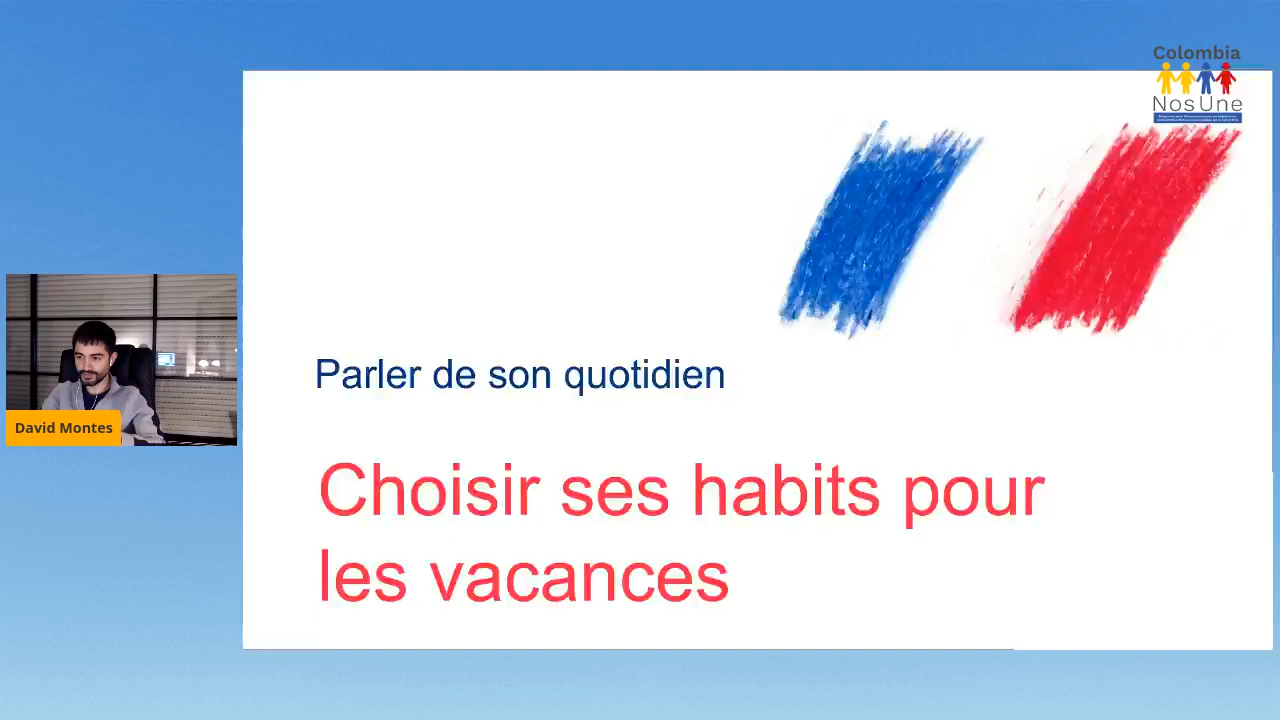 Colombia
NosUne
Parler de son quotidien
David Montes
Choisir ses habits pour
les vacances